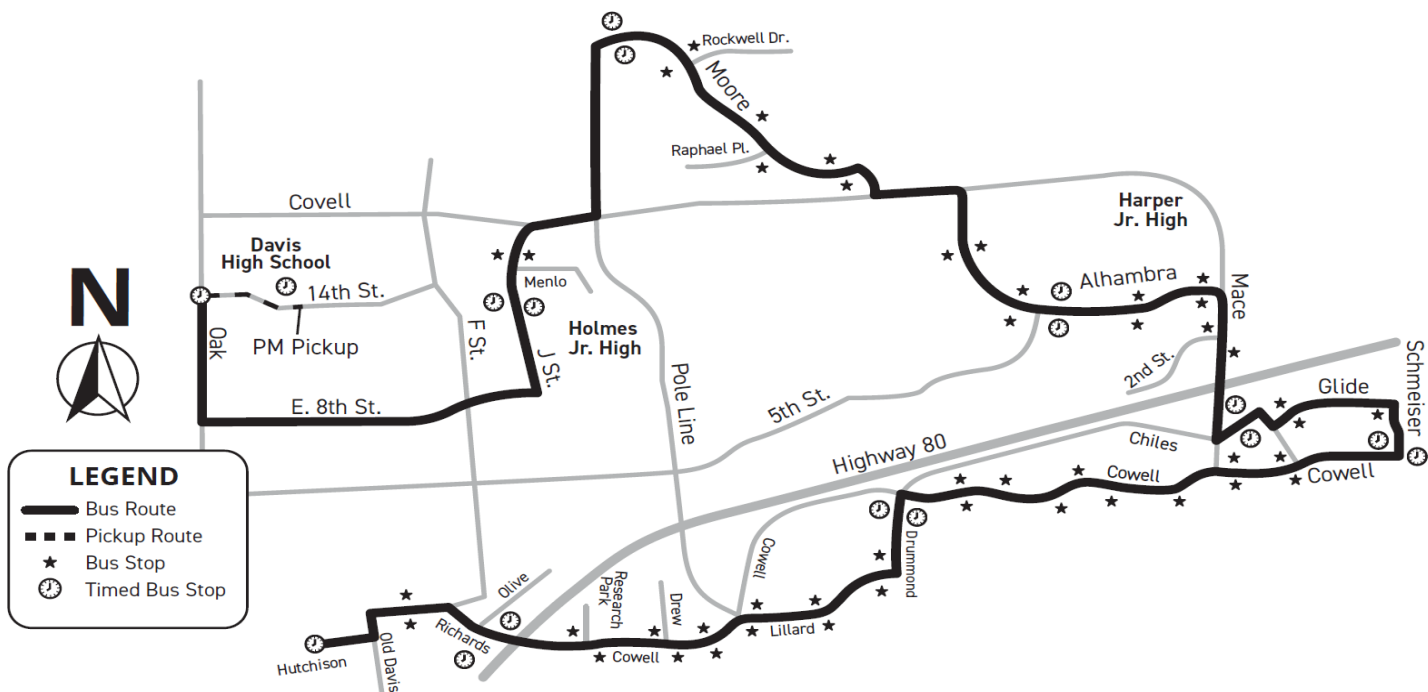 Rockwell Dr.
Moore
Raphael Pl.
Covell
Harper
Jr. High
Davis
High School
N
14th St.
Menlo
Alhambra
Mace
Oak
PM Pickup
F St.
J St.
Holmes
Jr. High
Pole Line
2nd St.
Schmeiser
Glide
E. 8th St.
5th St.
Highway 80
Chiles
Cowell
Cowell
LEGEND
Bus Route
Pickup Route
Bus Stop
Timed Bus Stop
Cowell
Drummond
Olive
Research
Park
Drew
Richards
Lillard
Cowell
Hutchison
Old Davis